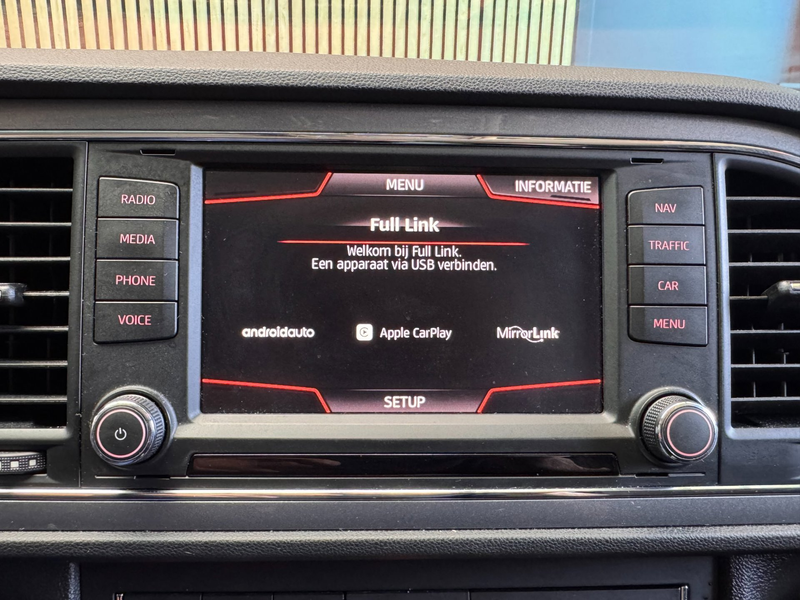 RADIO
MEDIA
PHONE
VOICE
MENU
INFORMATIE
Full Link
Welkom bij Full Link.
Een apparaat via USB verbinden.
androidauto
Apple CarPlay
MirrorLink
SETUP
NAV
TRAFFIC
CAR
MENU